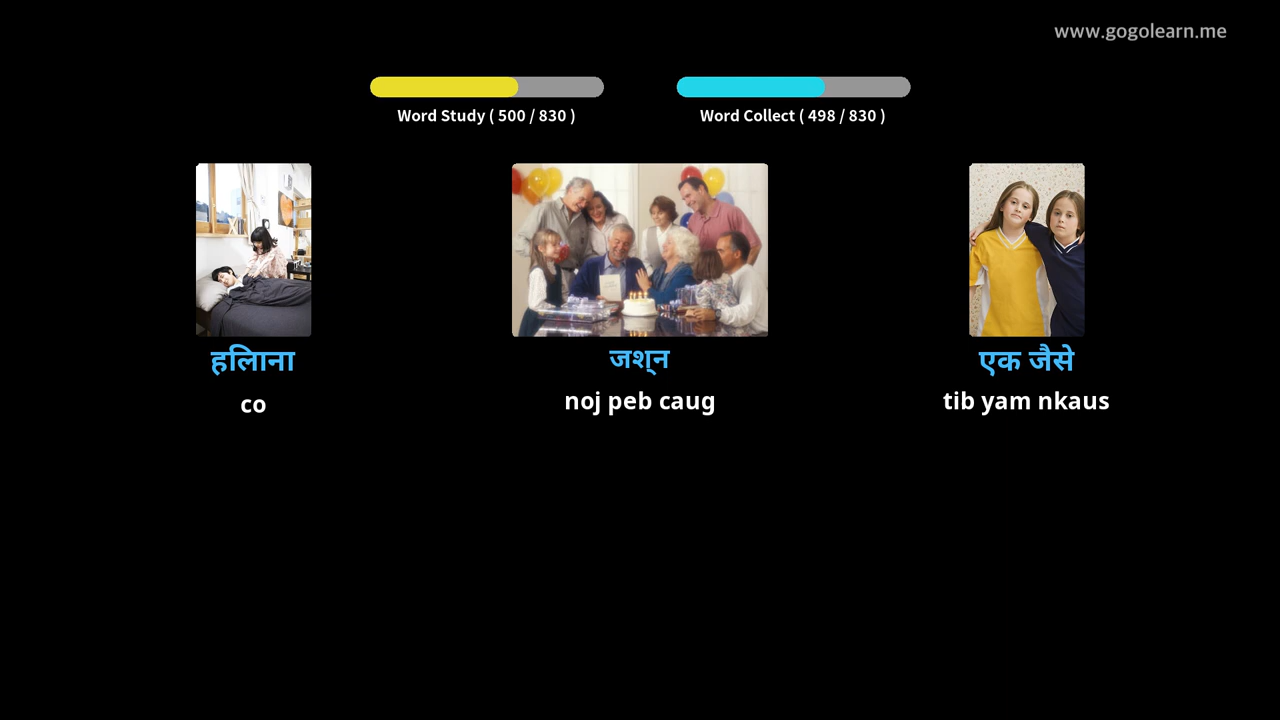 www.gogolearn.me
Word Study ( 500 / 830 )
Word Collect ( 498 / 830 )
हलिाना
जश्‌न
एक जैसे
co
noj peb caug
tib yam nkaus